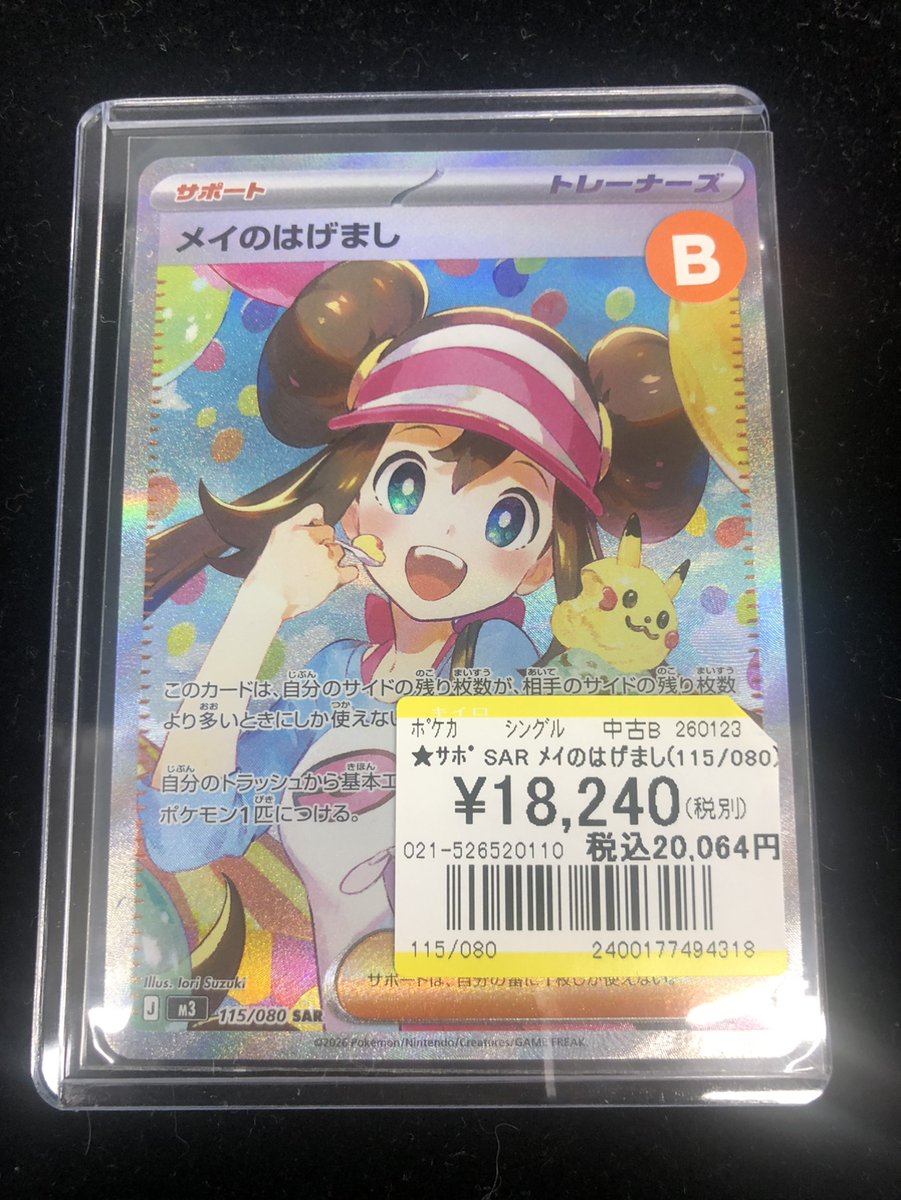 サポート
トレーナーズ
メイのはげまし
B
このカードは、自分のサイドの残り枚数が、相手のサイドの残り枚数
より多いときにしか使えない
自分のトラッシュから基本エ
ポケモン1匹につける。
キイロ
ポケカ シングル 中古B 260123
★サポ SAR メイのはげまし(115/080)
¥18,240(税別)
021-526520110 税込20,064円
115/080 2400177494318
サポートは、自分の番に1枚しか使えない。
Illus. Iori Suzuki
J M3 115/080 SAR
©2026 Pokémon/Nintendo/Creatures/GAME FREAK